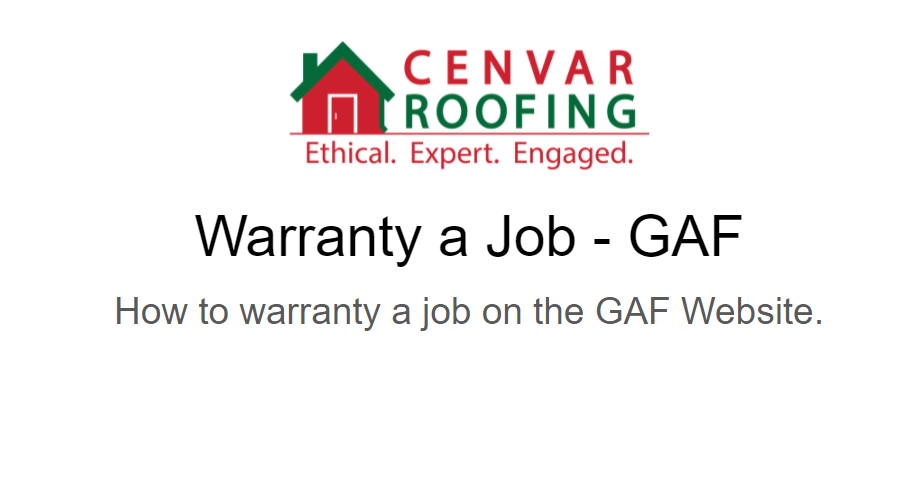 CENVAR
ROOFING
Ethical. Expert. Engaged.
Warranty a Job - GAF
How to warranty a job on the GAF Website.